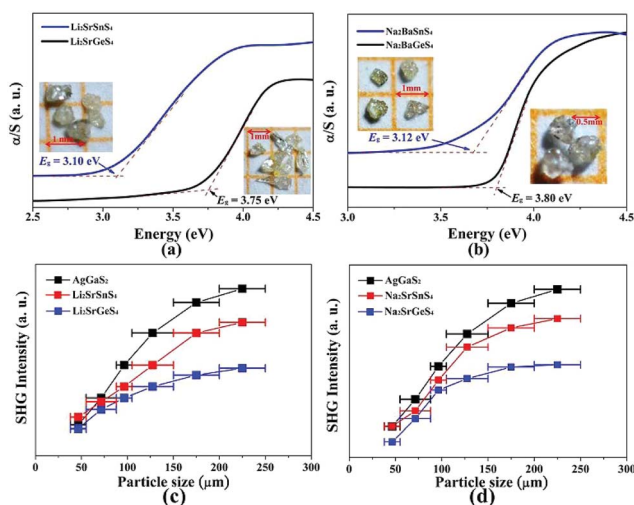 Li₂SrSnS₄
Li₂SrGeS₄
α/S (a. u.)
1 mm
1mm
Eg = 3.10 eV
Eg = 3.75 eV
2.5 3.0 3.5 4.0 4.5
Energy (eV)
(a)
Na₂BaSnS₄
Na₂BaGeS₄
α/S (a. u.)
1mm
0.5mm
Eg = 3.12 eV
Eg = 3.80 eV
3.0 3.5 4.0 4.5
Energy (eV)
(b)
AgGaS₂
Li₂SrSnS₄
Li₂SrGeS₄
SHG Intensity (a. u.)
0 50 100 150 200 250 300
Particle size (μm)
(c)
AgGaS₂
Na₂SrSnS₄
Na₂SrGeS₄
SHG Intensity (a. u.)
0 50 100 150 200 250 300
Particle size (μm)
(d)